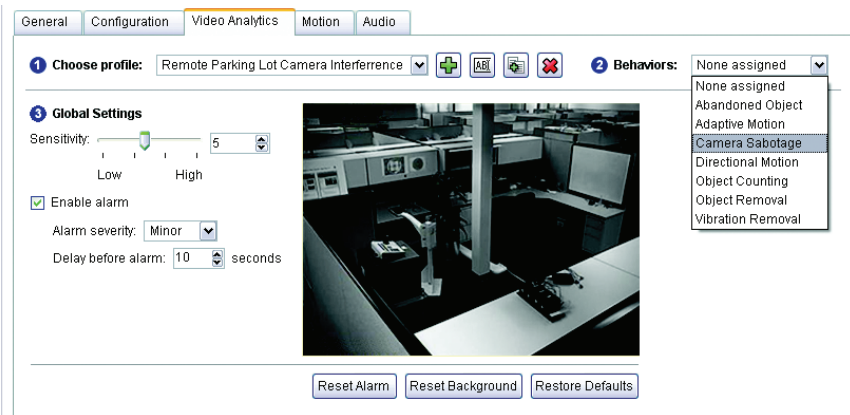 General Configuration Video Analytics Motion Audio
1 Choose profile: Remote Parking Lot Camera Interferrence ABI 2 Behaviors: None assigned
None assigned
Abandoned Object
Adaptive Motion
Camera Sabotage
Directional Motion
Object Counting
Object Removal
Vibration Removal
3 Global Settings
Sensitivity: 5
Low High
Enable alarm
Alarm severity: Minor
Delay before alarm: 10 seconds
Reset Alarm Reset Background Restore Defaults